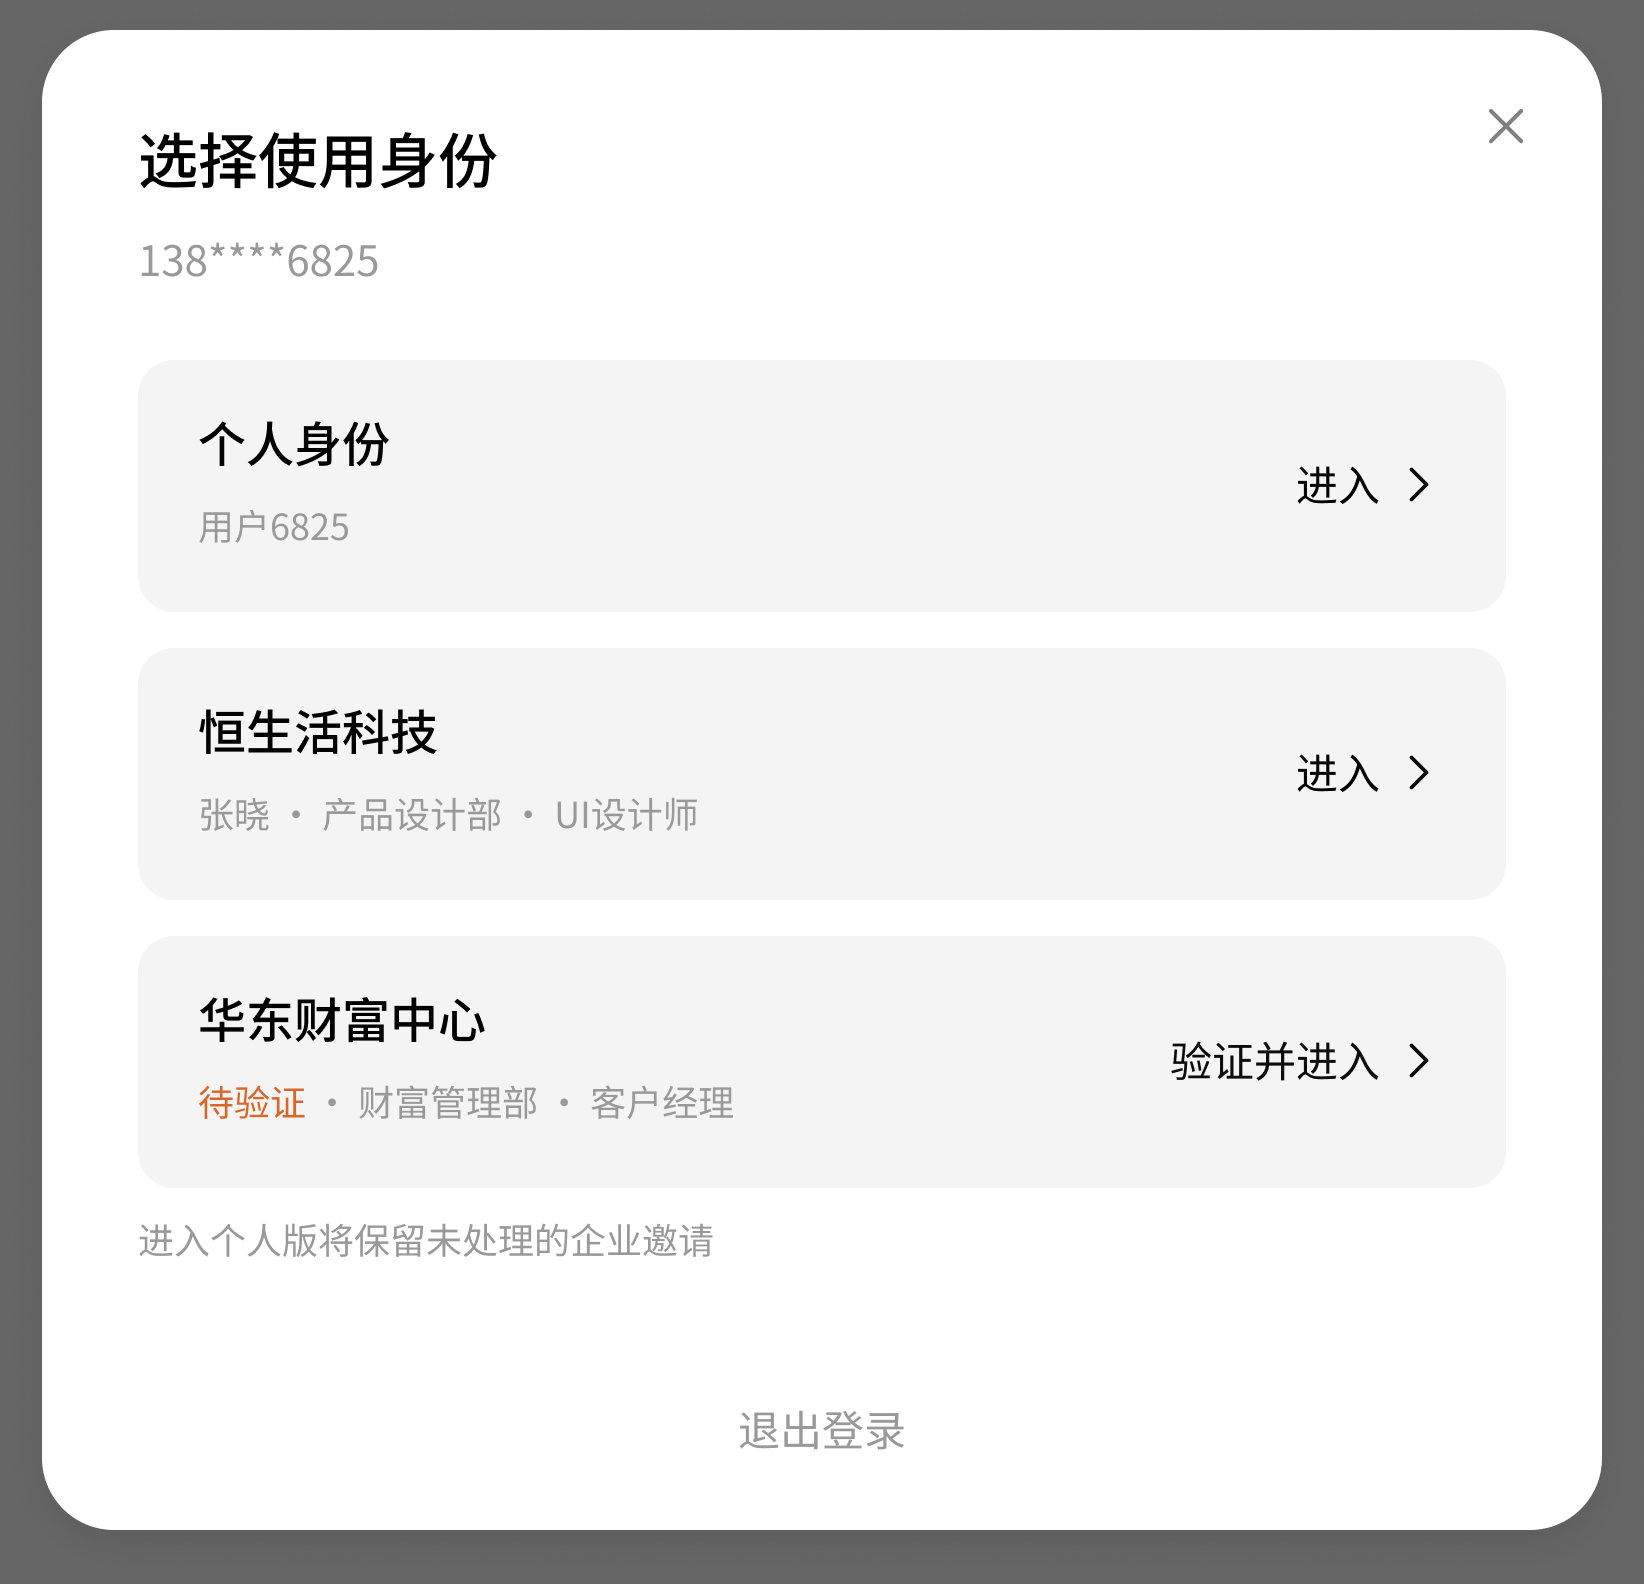 选择使用身份
138****6825
个人身份
用户6825
进入
恒生活科技
张晓 · 产品设计部 · UI设计师
进入
华东财富中心
待验证 · 财富管理部 · 客户经理
验证并进入
进入个人版将保留未处理的企业邀请
退出登录